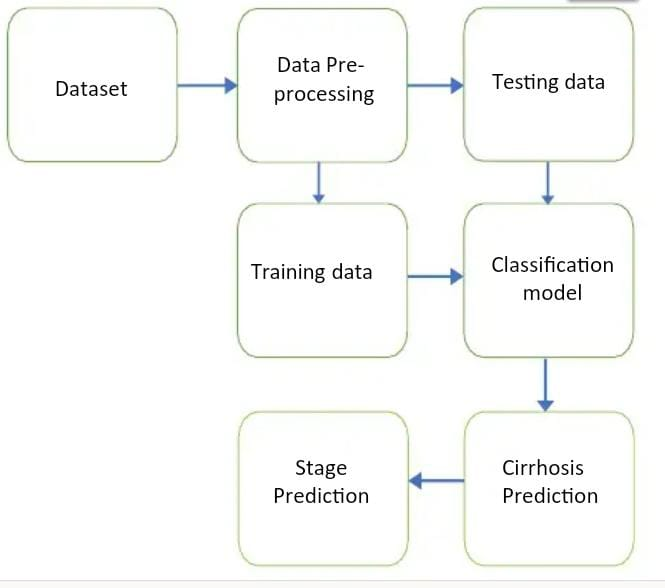 Dataset
Data Pre-
processing
Testing data
Training data
Classification
model
Stage
Prediction
Cirrhosis
Prediction